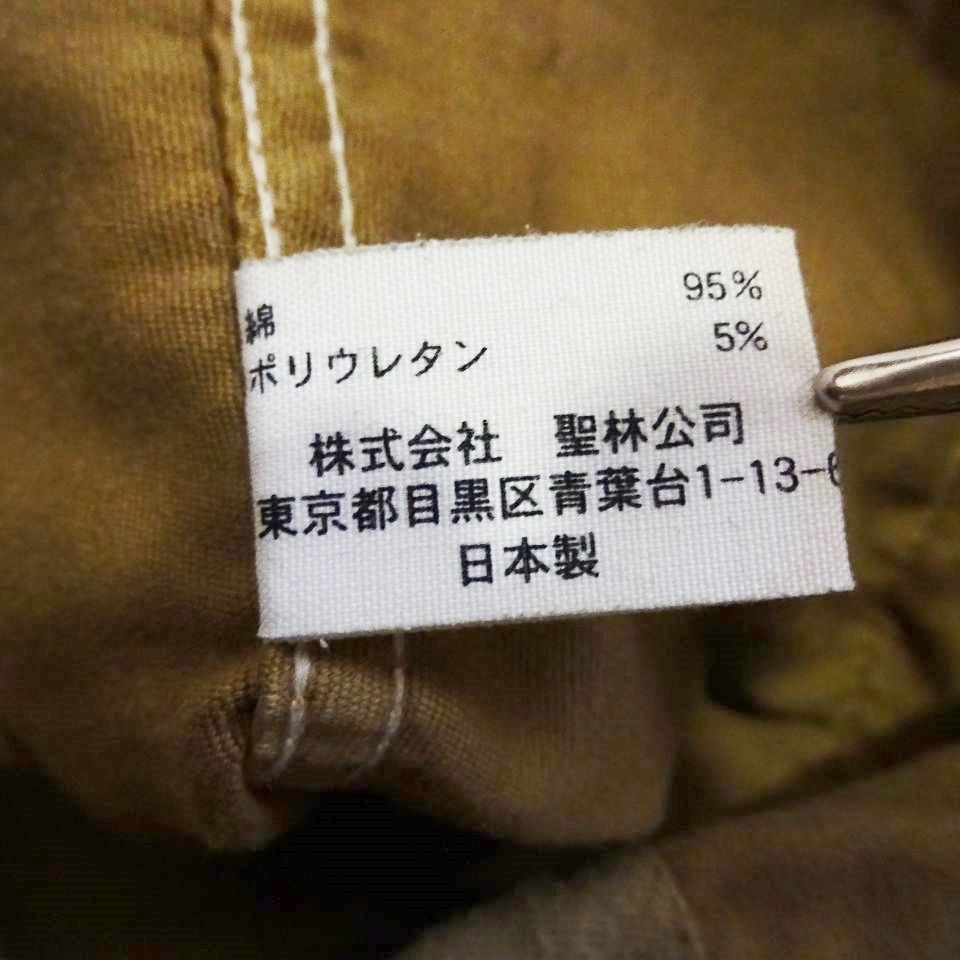 綿 95%
ポリウレタン 5%
株式会社 聖林公司
東京都目黒区青葉台1-13-6
日本製